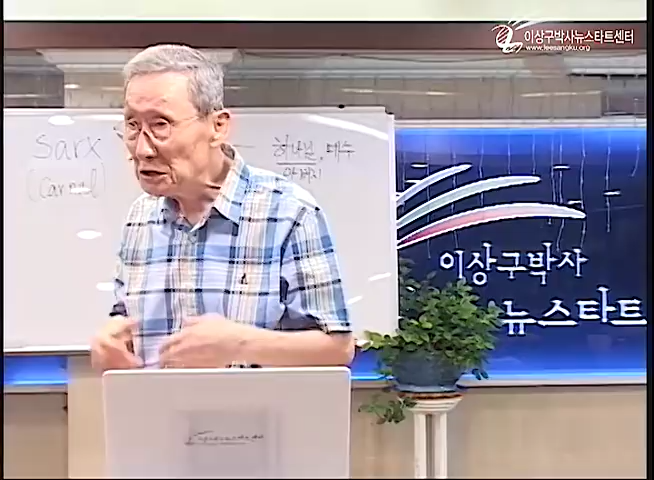 이상구박사뉴스타트센터
www.leesangku.org
sarx
하나님, 예수
아버지
이상구박사
뉴스타트